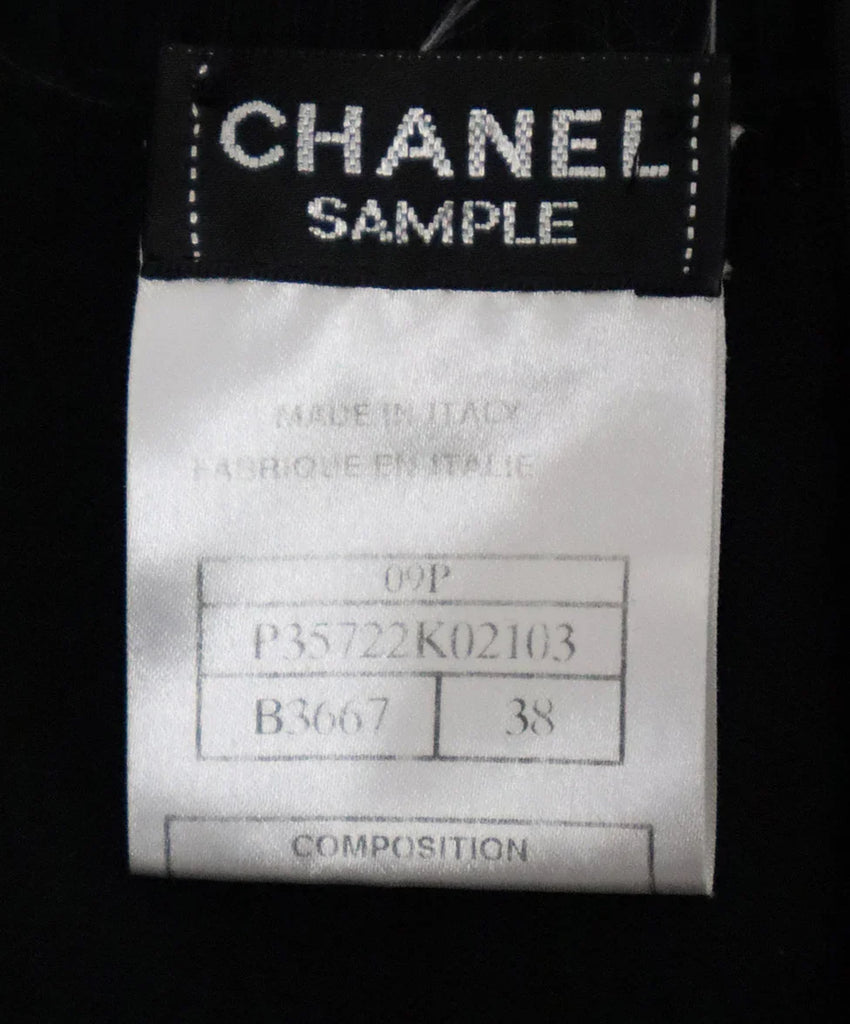 CHANEL
SAMPLE
MADE IN ITALY
FABRIQUE EN ITALIE
09P
P35722K02103
B3667 38
COMPOSITION